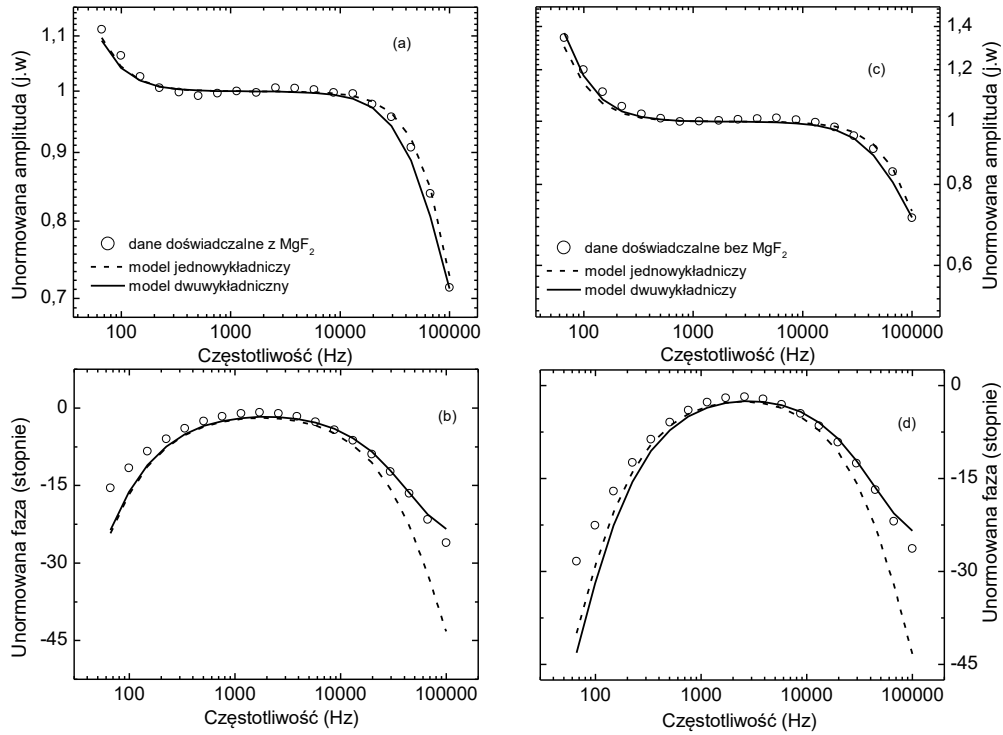 Unormowana amplituda (j.w)
1,1
1
0,9
0,8
0,7
(a)
dane doświadczalne z MgF2
model jednowykładniczy
model dwuwykładniczny
100
1000
10000
100000
Częstotliwość (Hz)
(c)
1,4
1,2
1
0,8
0,6
Unormowana amplituda (j.w)
dane doświadczalne bez MgF2
model jednowykładniczy
model dwuwykładniczy
100
1000
10000
100000
Częstotliwość (Hz)
Unormowana faza (stopnie)
0
-15
-30
-45
(b)
100
1000
10000
100000
Częstotliwość (Hz)
(d)
0
-15
-30
-45
Unormowana faza (stopnie)
100
1000
10000
100000
Częstotliwość (Hz)